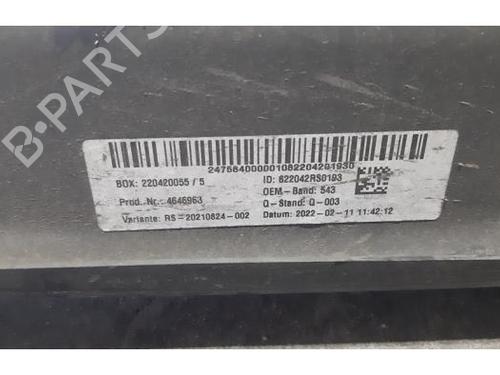 B-PARTS
24756400000108220420193D
BOX: 220420055 / 5
ID: 622042RS0193
OEM-Band: 543
Prod. Nr.: 4646963
Q-Stand: Q-003
Variante: RS=20210824-002
Datum: 2022-02-11 11:42:12